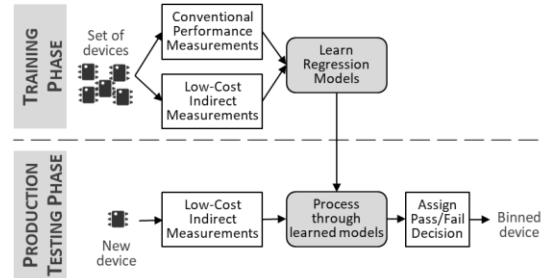 TRAINING
PHASE
Set of
devices
Conventional
Performance
Measurements
Low-Cost
Indirect
Measurements
Learn
Regression
Models
PRODUCTION
TESTING PHASE
New
device
Low-Cost
Indirect
Measurements
Process
through
learned models
Assign
Pass/Fail
Decision
Binned
device